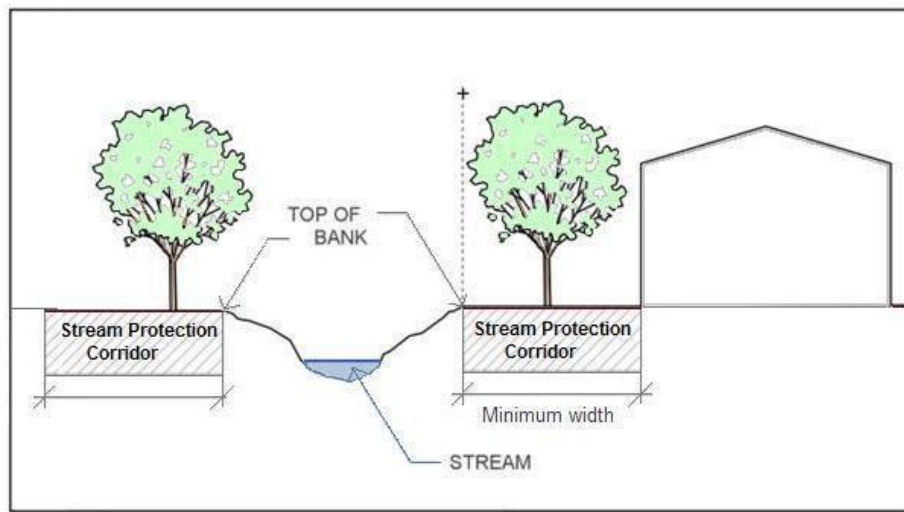 TOP OF
BANK
Stream Protection
Corridor
Stream Protection
Corridor
Minimum width
STREAM